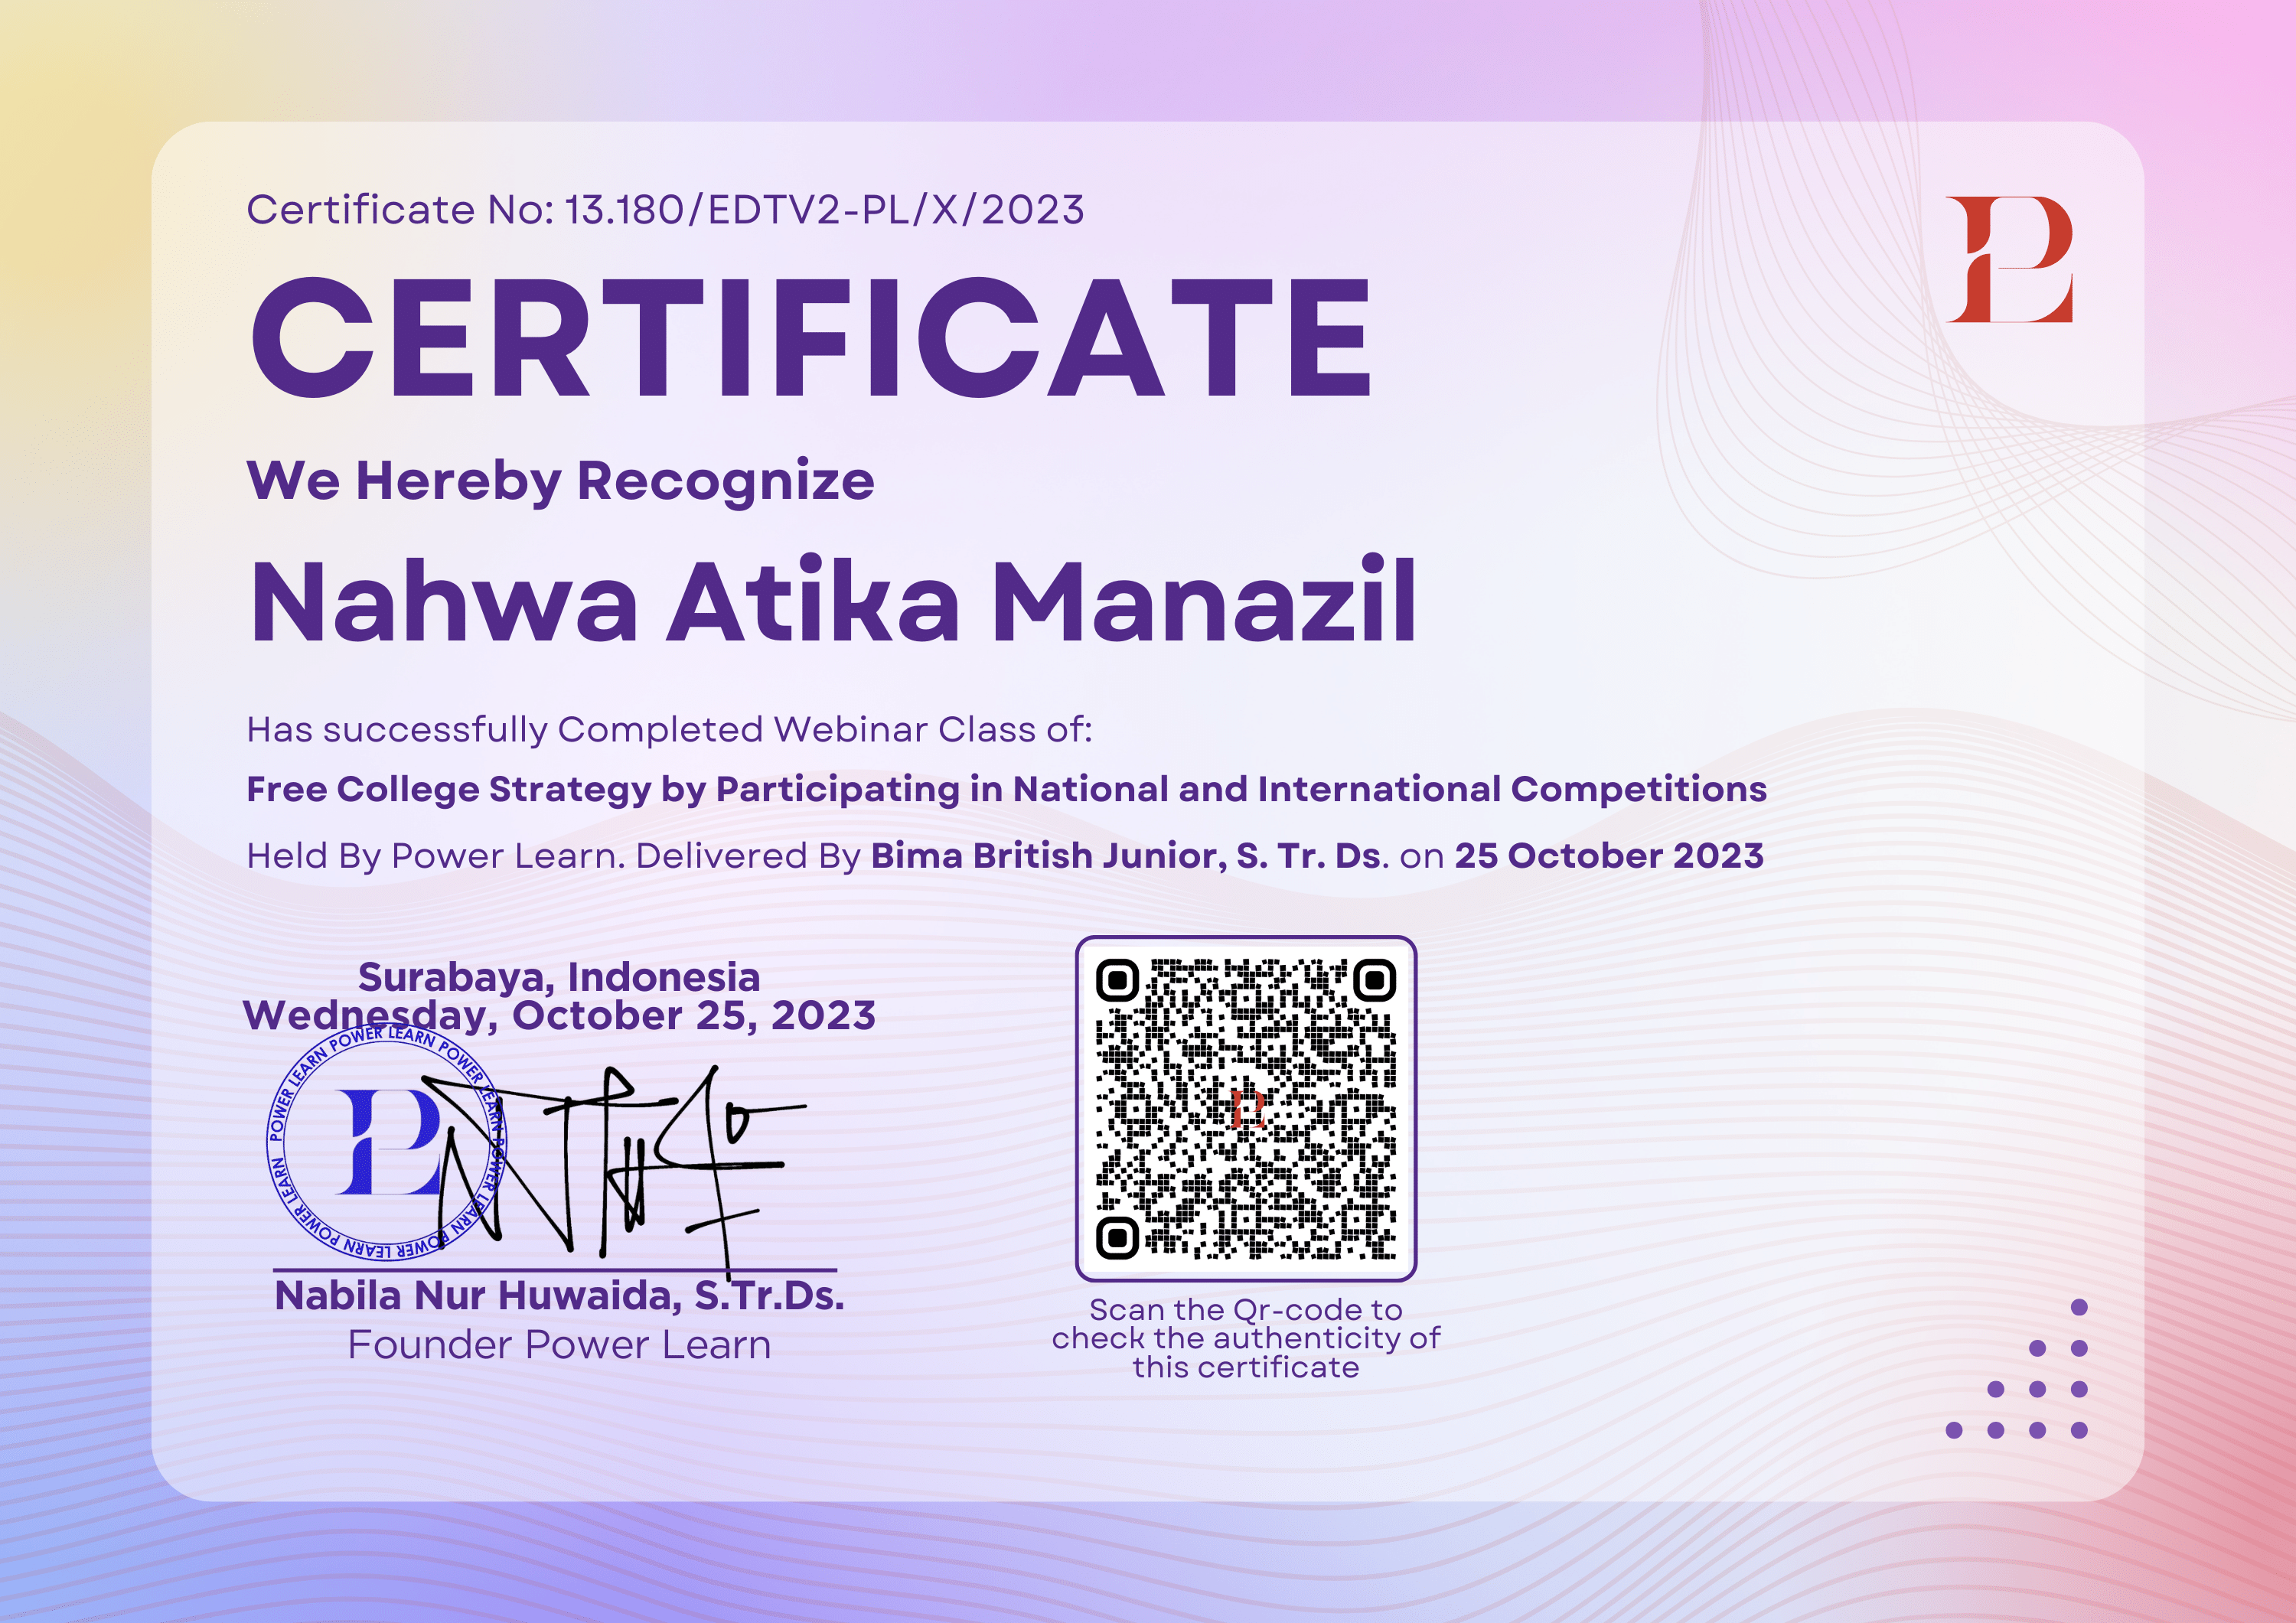 Certificate No: 13.180/EDTV2-PL/X/2023
CERTIFICATE
We Hereby Recognize
Nahwa Atika Manazil
Has successfully Completed Webinar Class of:
Free College Strategy by Participating in National and International Competitions
Held By Power Learn. Delivered By Bima British Junior, S. Tr. Ds. on 25 October 2023
Surabaya, Indonesia
Wednesday, October 25, 2023
POWER LEARN POWER LEARN POWER LEARN POWER LEARN POWER LEARN POWER LEARN
Nabila Nur Huwaida, S.Tr.Ds.
Founder Power Learn
Scan the Qr-code to
check the authenticity of
this certificate